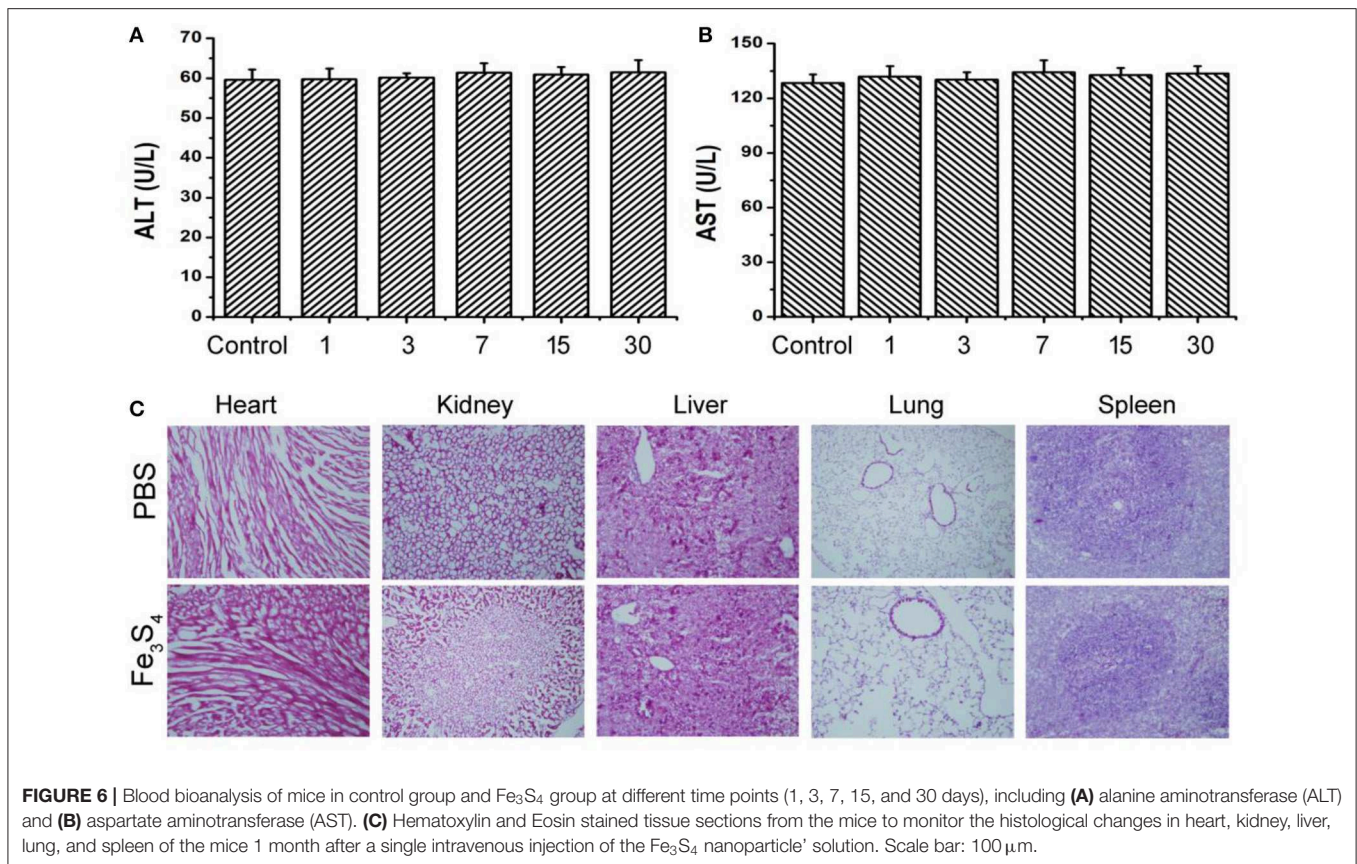 A
B
70
60
50
40
30
20
10
0
ALT (U/L)
Control 1 3 7 15 30
150
120
90
60
30
0
AST (U/L)
Control 1 3 7 15 30
C
Heart Kidney Liver Lung Spleen
PBS
Fe₃S₄
FIGURE 6 | Blood bioanalysis of mice in control group and Fe₃S₄ group at different time points (1, 3, 7, 15, and 30 days), including (A) alanine aminotransferase (ALT)
and (B) aspartate aminotransferase (AST). (C) Hematoxylin and Eosin stained tissue sections from the mice to monitor the histological changes in heart, kidney, liver,
lung, and spleen of the mice 1 month after a single intravenous injection of the Fe₃S₄ nanoparticle' solution. Scale bar: 100 μm.